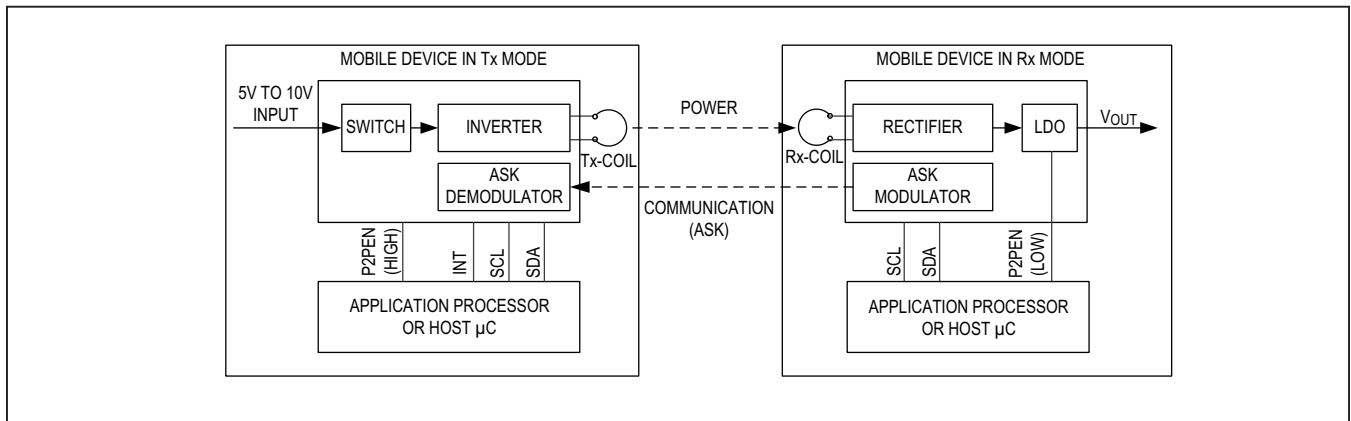 MOBILE DEVICE IN Tx MODE
5V TO 10V
INPUT
SWITCH
INVERTER
Tx-COIL
ASK
DEMODULATOR
P2PEN
(HIGH)
INT
SCL
SDA
APPLICATION PROCESSOR
OR HOST µC
POWER
COMMUNICATION
(ASK)
MOBILE DEVICE IN Rx MODE
Rx-COIL
RECTIFIER
LDO
VOUT
ASK
MODULATOR
SCL
SDA
P2PEN
(LOW)
APPLICATION PROCESSOR
OR HOST µC